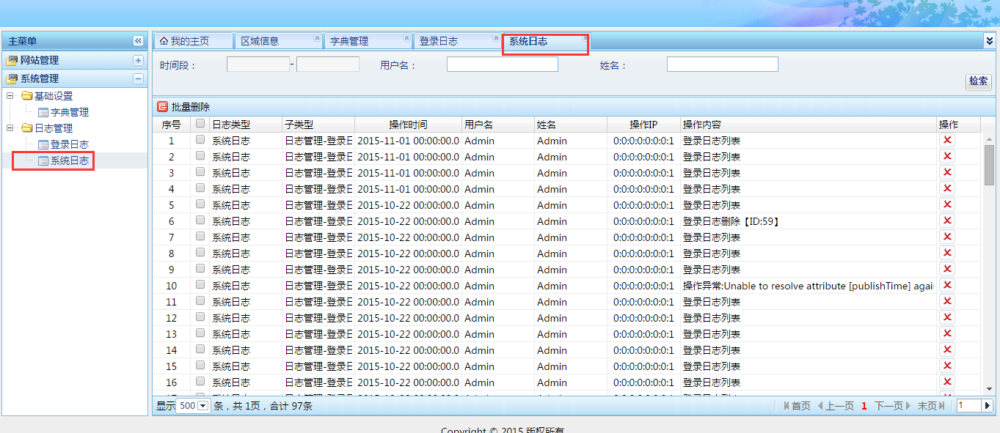 主菜单
网站管理
系统管理
基础设置
字典管理
日志管理
登录日志
系统日志
我的主页 区域信息 字典管理 登录日志 系统日志
时间段： - 用户名： 姓名：
检索
批量删除
序号 日志类型 子类型 操作时间 用户名 姓名 操作IP 操作内容 操作
1 系统日志 日志管理-登录日 2015-11-01 00:00:00.0 Admin Admin 0:0:0:0:0:0:0:1 登录日志列表
2 系统日志 日志管理-登录日 2015-11-01 00:00:00.0 Admin Admin 0:0:0:0:0:0:0:1 登录日志列表
3 系统日志 日志管理-登录日 2015-11-01 00:00:00.0 Admin Admin 0:0:0:0:0:0:0:1 登录日志列表
4 系统日志 日志管理-登录日 2015-11-01 00:00:00.0 Admin Admin 0:0:0:0:0:0:0:1 登录日志列表
5 系统日志 日志管理-登录日 2015-10-22 00:00:00.0 Admin Admin 0:0:0:0:0:0:0:1 登录日志列表
6 系统日志 日志管理-登录日 2015-10-22 00:00:00.0 Admin Admin 0:0:0:0:0:0:0:1 登录日志删除【ID:59】
7 系统日志 日志管理-登录日 2015-10-22 00:00:00.0 Admin Admin 0:0:0:0:0:0:0:1 登录日志列表
8 系统日志 日志管理-登录日 2015-10-22 00:00:00.0 Admin Admin 0:0:0:0:0:0:0:1 登录日志列表
9 系统日志 日志管理-登录日 2015-10-22 00:00:00.0 Admin Admin 0:0:0:0:0:0:0:1 登录日志列表
10 系统日志 日志管理-登录日 2015-10-22 00:00:00.0 Admin Admin 0:0:0:0:0:0:0:1 操作异常:Unable to resolve attribute [publishTime] agai
11 系统日志 日志管理-登录日 2015-10-22 00:00:00.0 Admin Admin 0:0:0:0:0:0:0:1 登录日志列表
12 系统日志 日志管理-登录日 2015-10-22 00:00:00.0 Admin Admin 0:0:0:0:0:0:0:1 登录日志列表
13 系统日志 日志管理-登录日 2015-10-22 00:00:00.0 Admin Admin 0:0:0:0:0:0:0:1 登录日志列表
14 系统日志 日志管理-登录日 2015-10-22 00:00:00.0 Admin Admin 0:0:0:0:0:0:0:1 登录日志列表
15 系统日志 日志管理-登录日 2015-10-22 00:00:00.0 Admin Admin 0:0:0:0:0:0:0:1 登录日志列表
16 系统日志 日志管理-登录日 2015-10-22 00:00:00.0 Admin Admin 0:0:0:0:0:0:0:1 登录日志列表
显示 500 条，共 1页，合计 97条 首页 上一页 1 下一页 末页 1
Copyright © 2015 版权所有